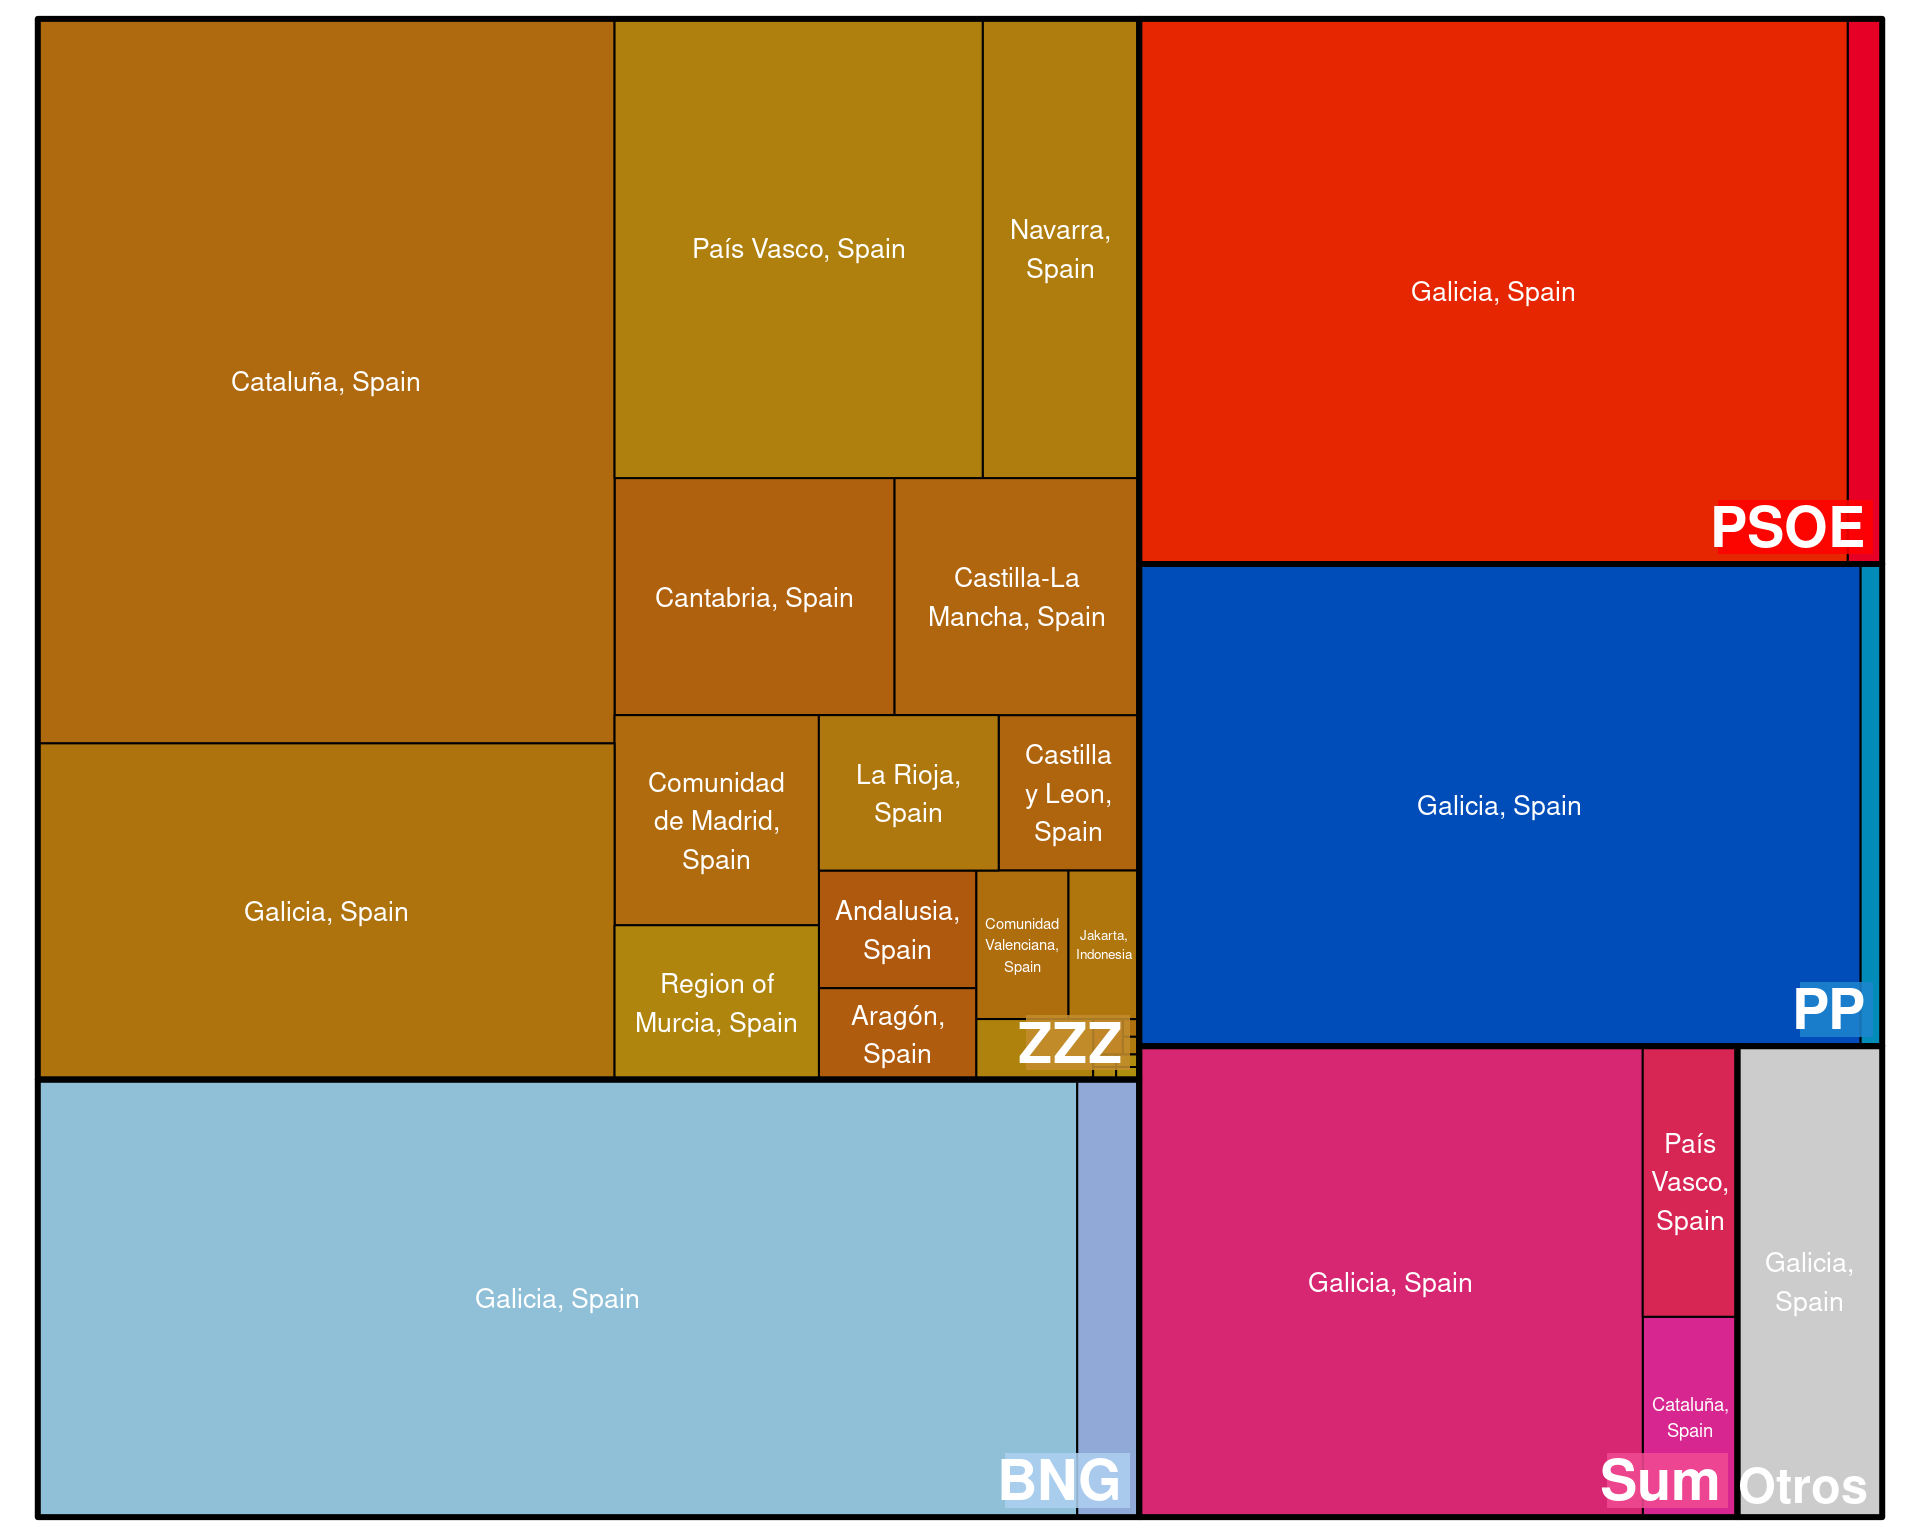 Cataluña, Spain
País Vasco, Spain
Navarra,
Spain
Cantabria, Spain
Castilla-La
Mancha, Spain
Galicia, Spain
Comunidad
de Madrid,
Spain
La Rioja,
Spain
Castilla
y Leon,
Spain
Region of
Murcia, Spain
Andalusia,
Spain
Aragón,
Spain
Comunidad
Valenciana,
Spain
Jakarta,
Indonesia
ZZZ
Galicia, Spain
BNG
Galicia, Spain
PSOE
Galicia, Spain
PP
Galicia, Spain
País
Vasco,
Spain
Cataluña,
Spain
Sum
Galicia,
Spain
Otros